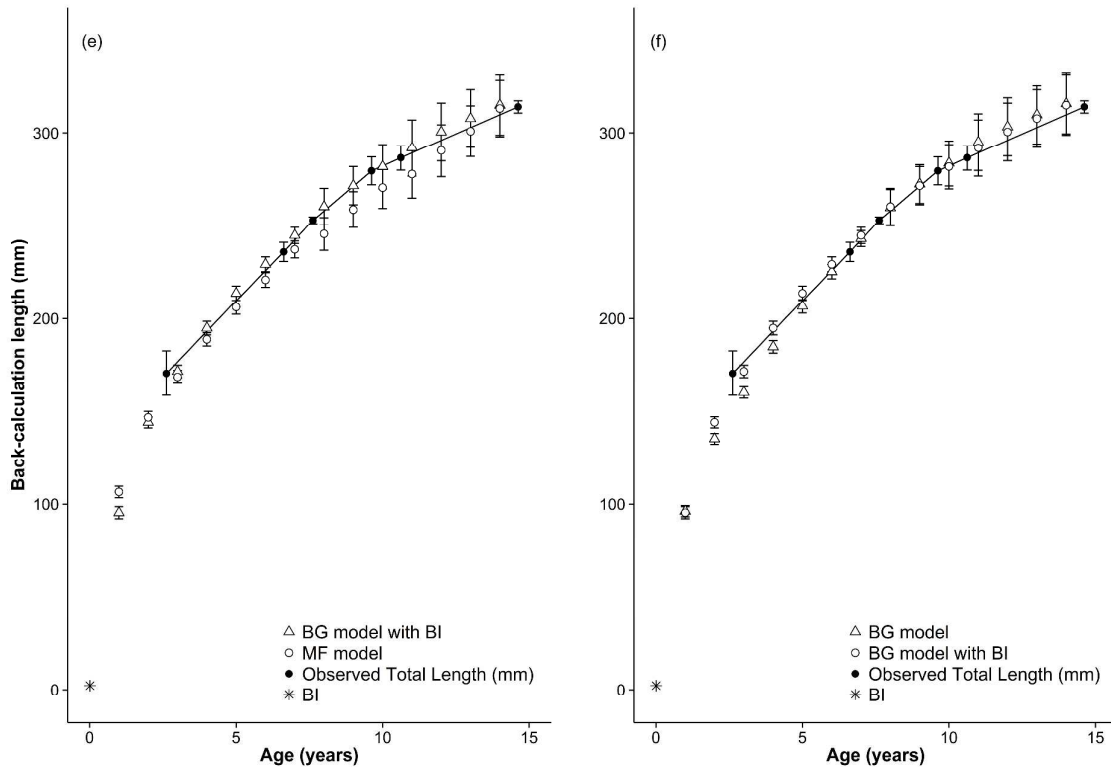 (e)
300
200
100
0
Back-calculation length (mm)
BG model with BI
MF model
Observed Total Length (mm)
BI
0 5 10 15
Age (years)
(f)
300
200
100
0
BG model
BG model with BI
Observed Total Length (mm)
BI
0 5 10 15
Age (years)